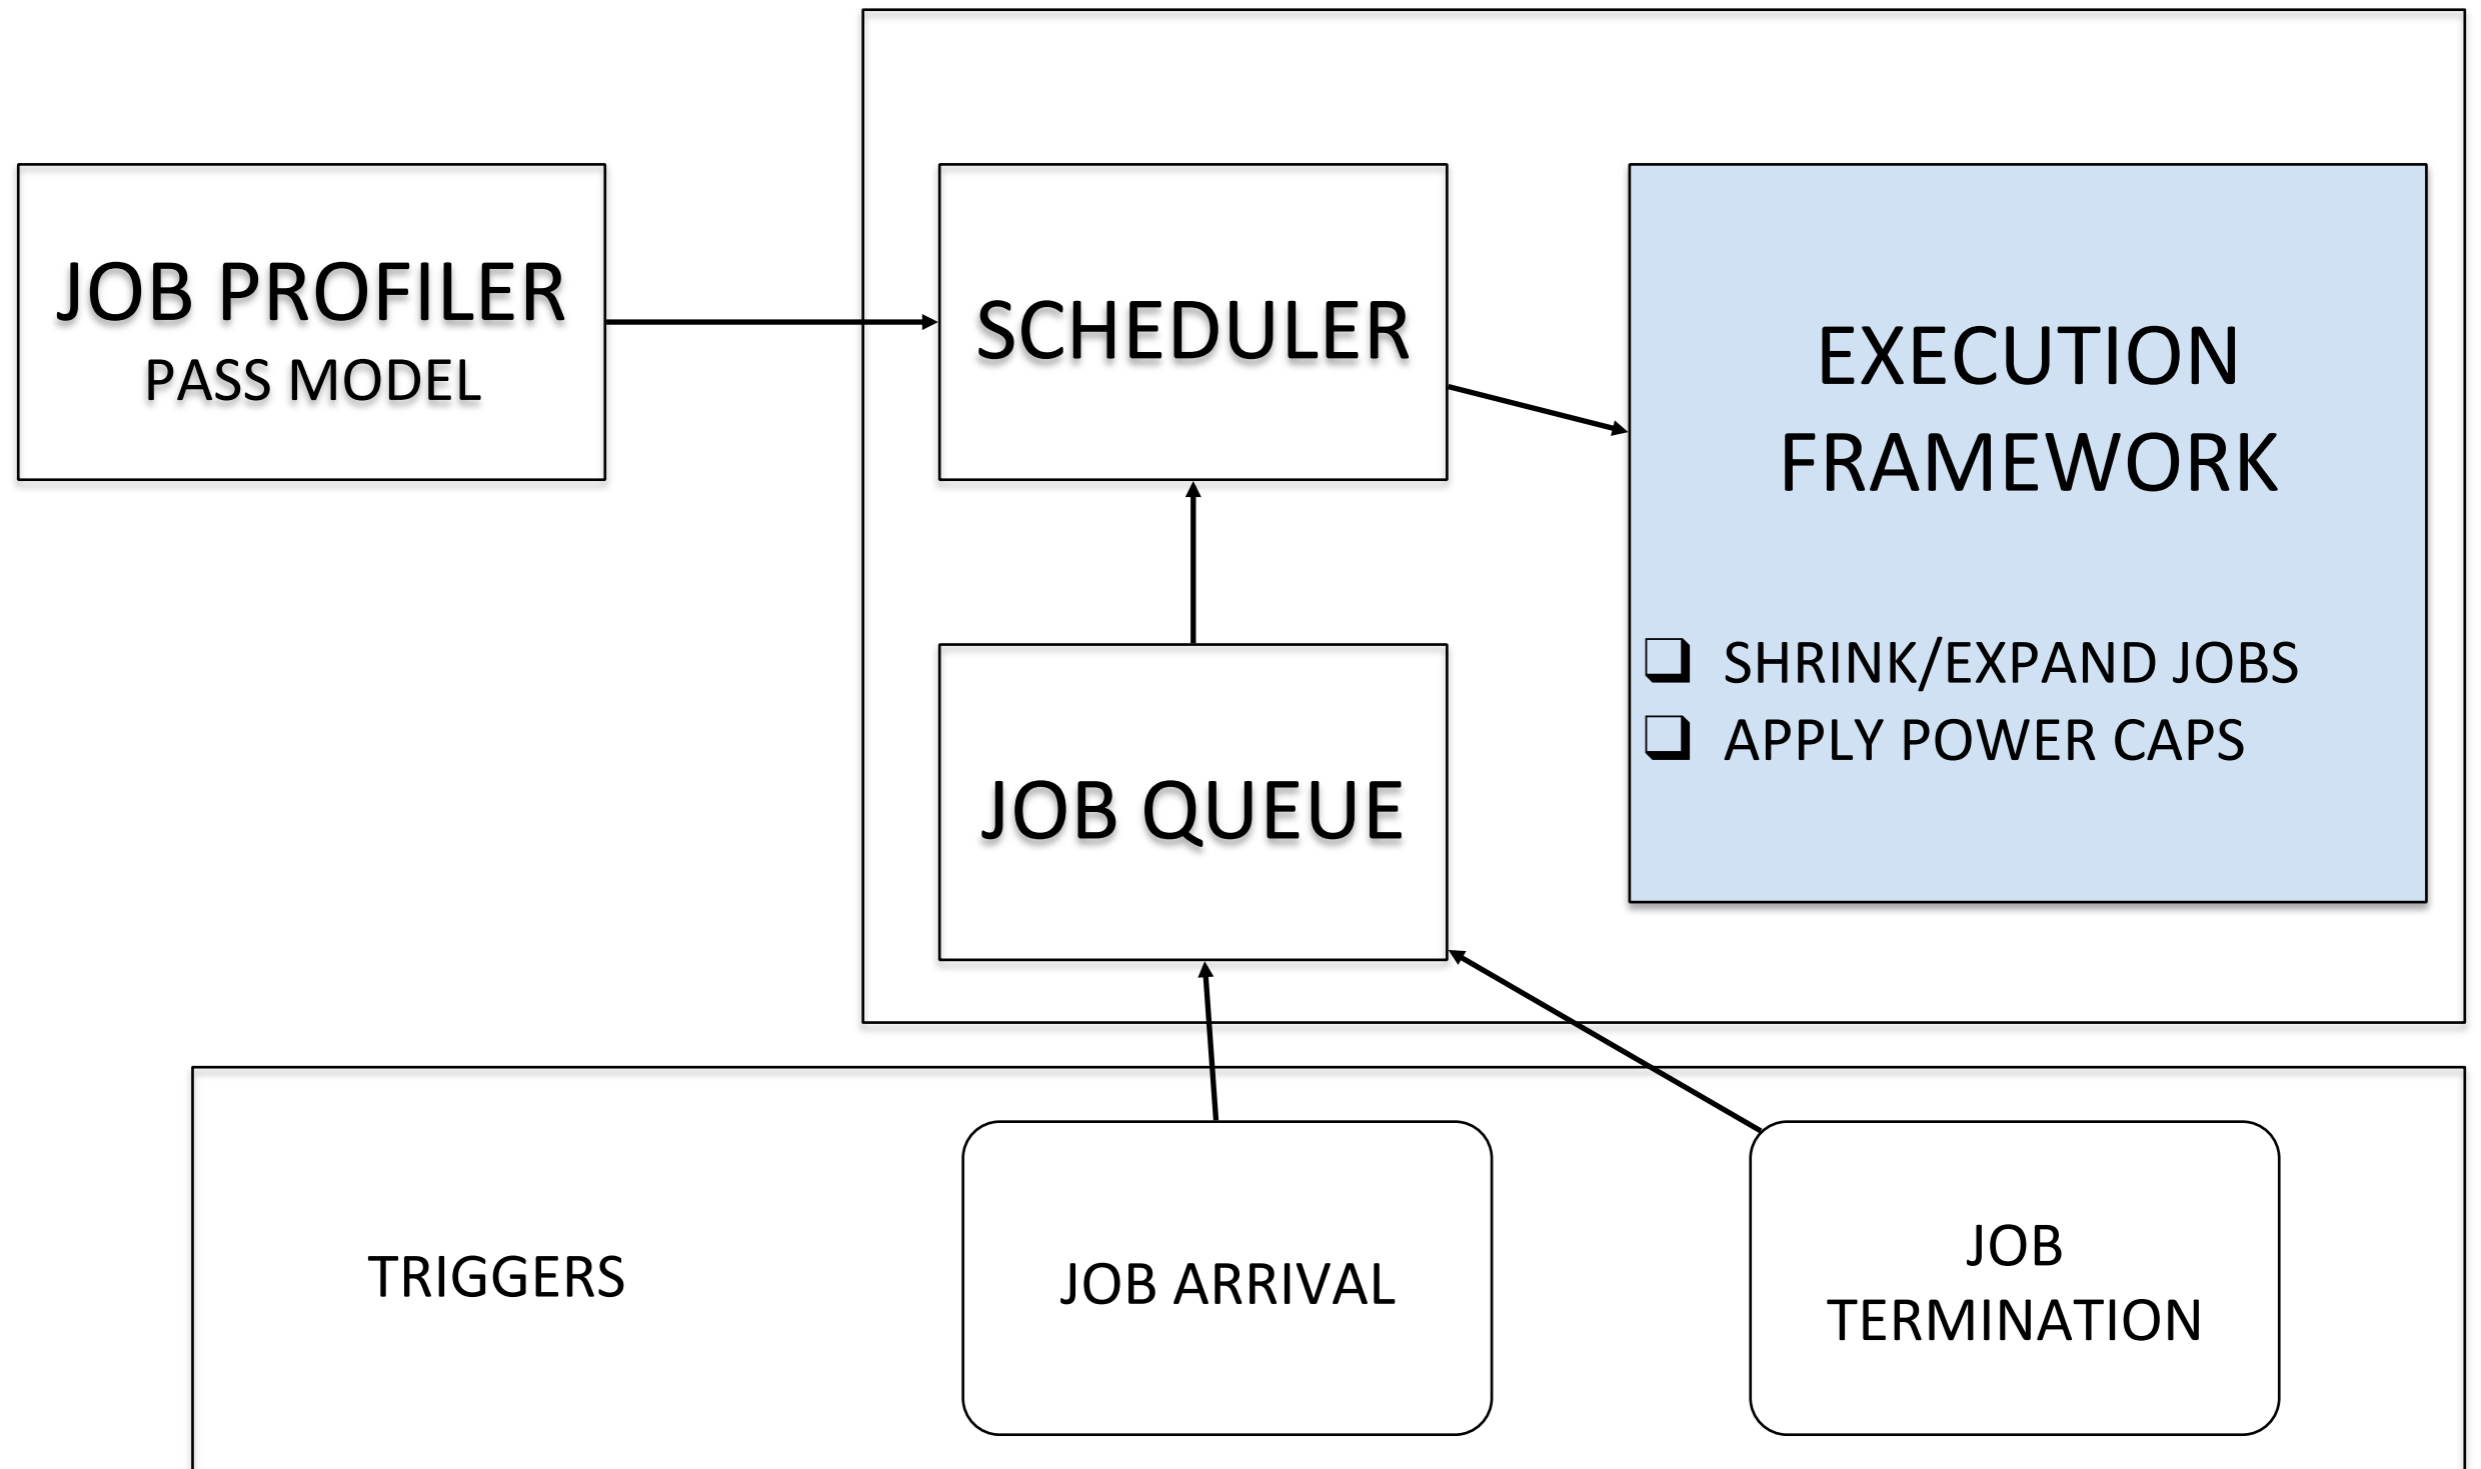 JOB PROFILER
PASS MODEL
SCHEDULER
EXECUTION
FRAMEWORK
❑ SHRINK/EXPAND JOBS
❑ APPLY POWER CAPS
JOB QUEUE
TRIGGERS
JOB ARRIVAL
JOB
TERMINATION